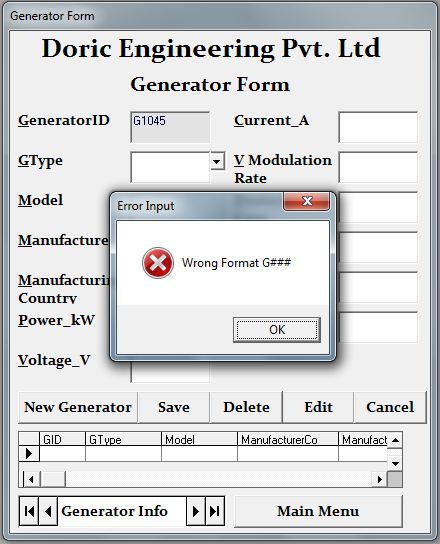 Generator Form
Doric Engineering Pvt. Ltd
Generator Form
GeneratorID G1045 Current_A
GType V Modulation
Rate
Model
Error Input
Manufacture
Wrong Format G###
Manufacturin
Country
Power_kW
OK
Voltage_V
New Generator Save Delete Edit Cancel
GID GType Model ManufacturerCo Manufact
Generator Info Main Menu